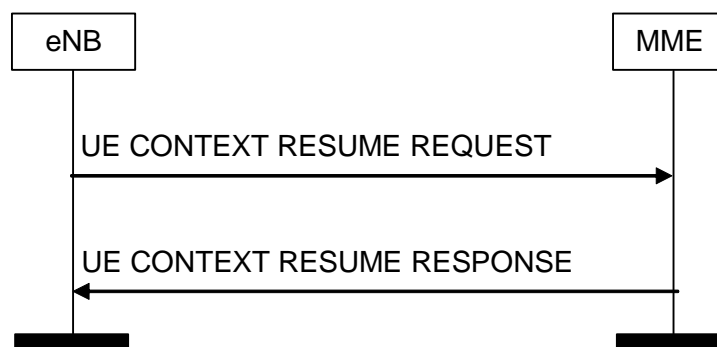 eNB
MME
UE CONTEXT RESUME REQUEST
UE CONTEXT RESUME RESPONSE